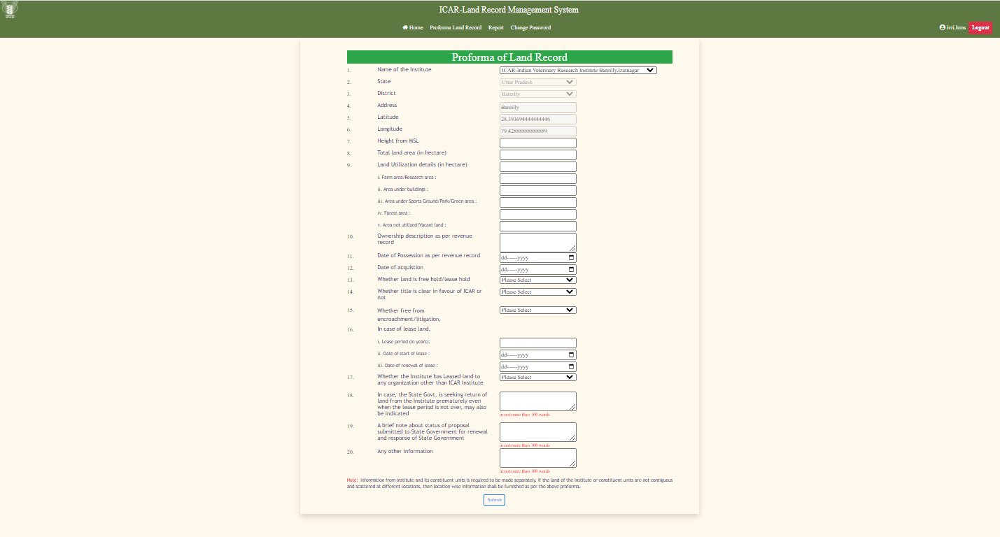 ICAR-Land Record Management System
Home Proforma Land Record Report Change Password ivri.lrms Logout
Proforma of Land Record
1. Name of the Institute ICAR-Indian Veterinary Research Institute Bareilly,Izatnagar
2. State Uttar Pradesh
3. District Bareilly
4. Address Bareilly
5. Latitude 28.393694444444446
6. Longitude 79.42888888888889
7. Height from MSL
8. Total land area (in hectare)
9. Land Utilization details (in hectare)
i. Farm area/Research area :
ii. Area under buildings :
iii. Area under Sports Ground/Park/Green area :
iv. Forest area :
v. Area not utilized/Vacant land :
10. Ownership description as per revenue
record
11. Date of Possession as per revenue record dd-----yyyy
12. Date of acquistion dd-----yyyy
13. Whether land is free hold/lease hold Please Select
14. Whether title is clear in favour of ICAR or Please Select
not
15. Whether free from Please Select
encroachment/litigation,
16. In case of lease land,
i. Lease period (in years):
ii. Date of start of lease : dd-----yyyy
iii. Date of renewal of lease : dd-----yyyy
17. Whether the Institute has Leased land to Please Select
any organization other than ICAR Institute
18. In case, the State Govt. is seeking return of
land from the Institute prematurely even
when the lease period is not over, may also
be indicated in not more than 100 words
19. A brief note about status of proposal
submitted to State Government for renewal
and response of State Government
in not more than 100 words
20. Any other information
in not more than 100 words
Note: Information from Institute and its constituent units is required to be made separately. If the land of the Institute or constituent units are not contiguous
and scattered at different locations, then location-wise information shall be furnished as per the above proforma.
Submit